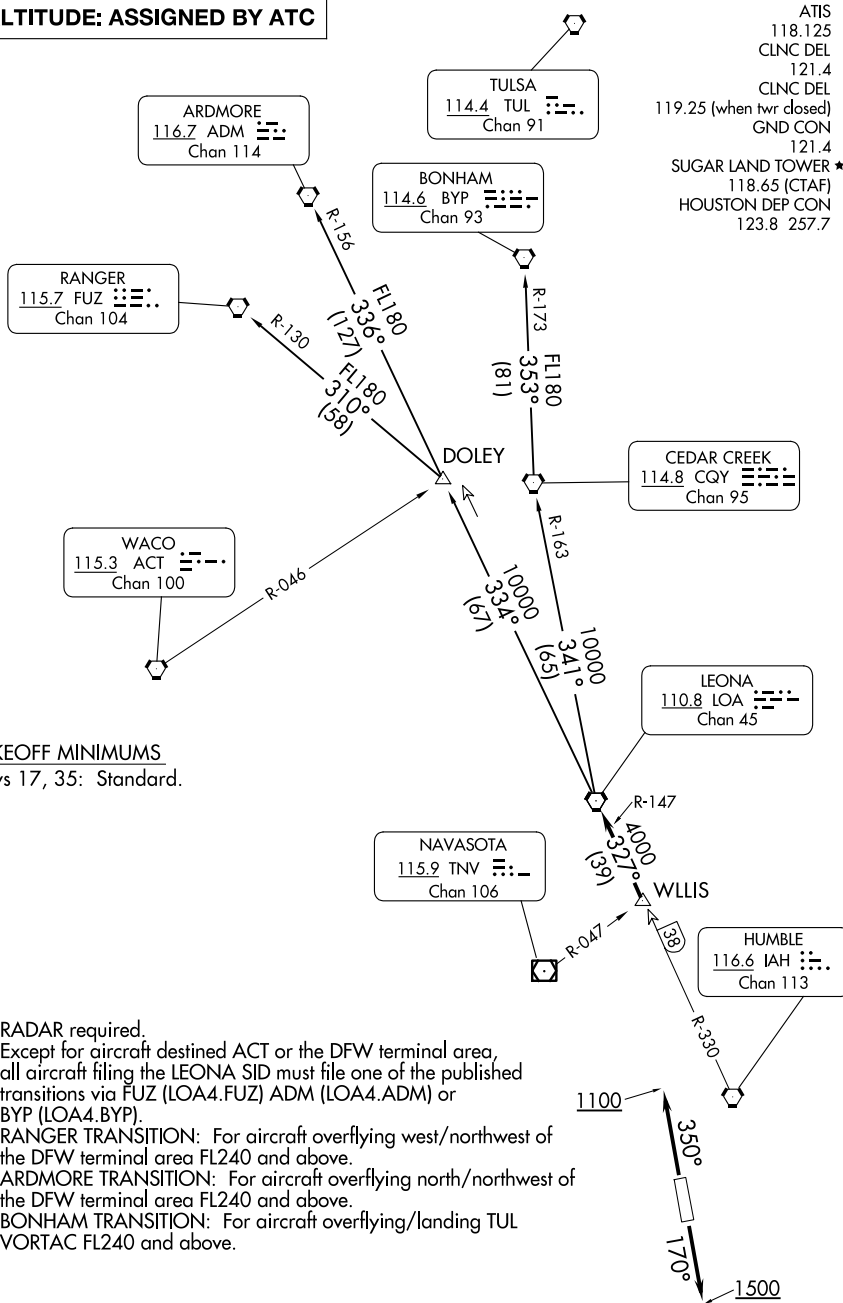 LTITUDE: ASSIGNED BY ATC
ATIS
118.125
CLNC DEL
121.4
CLNC DEL
119.25 (when twr closed)
GND CON
121.4
SUGAR LAND TOWER ★
118.65 (CTAF)
HOUSTON DEP CON
123.8 257.7
TULSA
114.4 TUL
Chan 91
ARDMORE
116.7 ADM
Chan 114
BONHAM
114.6 BYP
Chan 93
RANGER
115.7 FUZ
Chan 104
R-156
R-130
R-173
FL180
336°
(127)
FL180
310°
(58)
FL180
353°
(81)
DOLEY
CEDAR CREEK
114.8 CQY
Chan 95
WACO
115.3 ACT
Chan 100
R-046
R-163
10000
334°
(67)
10000
341°
(65)
LEONA
110.8 LOA
Chan 45
KEOFF MINIMUMS
ys 17, 35: Standard.
R-147
4000
327°
(39)
NAVASOTA
115.9 TNV
Chan 106
WLLIS
R-047
38
HUMBLE
116.6 IAH
Chan 113
R-330
RADAR required.
Except for aircraft destined ACT or the DFW terminal area,
all aircraft filing the LEONA SID must file one of the published
transitions via FUZ (LOA4.FUZ) ADM (LOA4.ADM) or
BYP (LOA4.BYP).
RANGER TRANSITION: For aircraft overflying west/northwest of
the DFW terminal area FL240 and above.
ARDMORE TRANSITION: For aircraft overflying north/northwest of
the DFW terminal area FL240 and above.
BONHAM TRANSITION: For aircraft overflying/landing TUL
VORTAC FL240 and above.
1100
350°
170°
1500